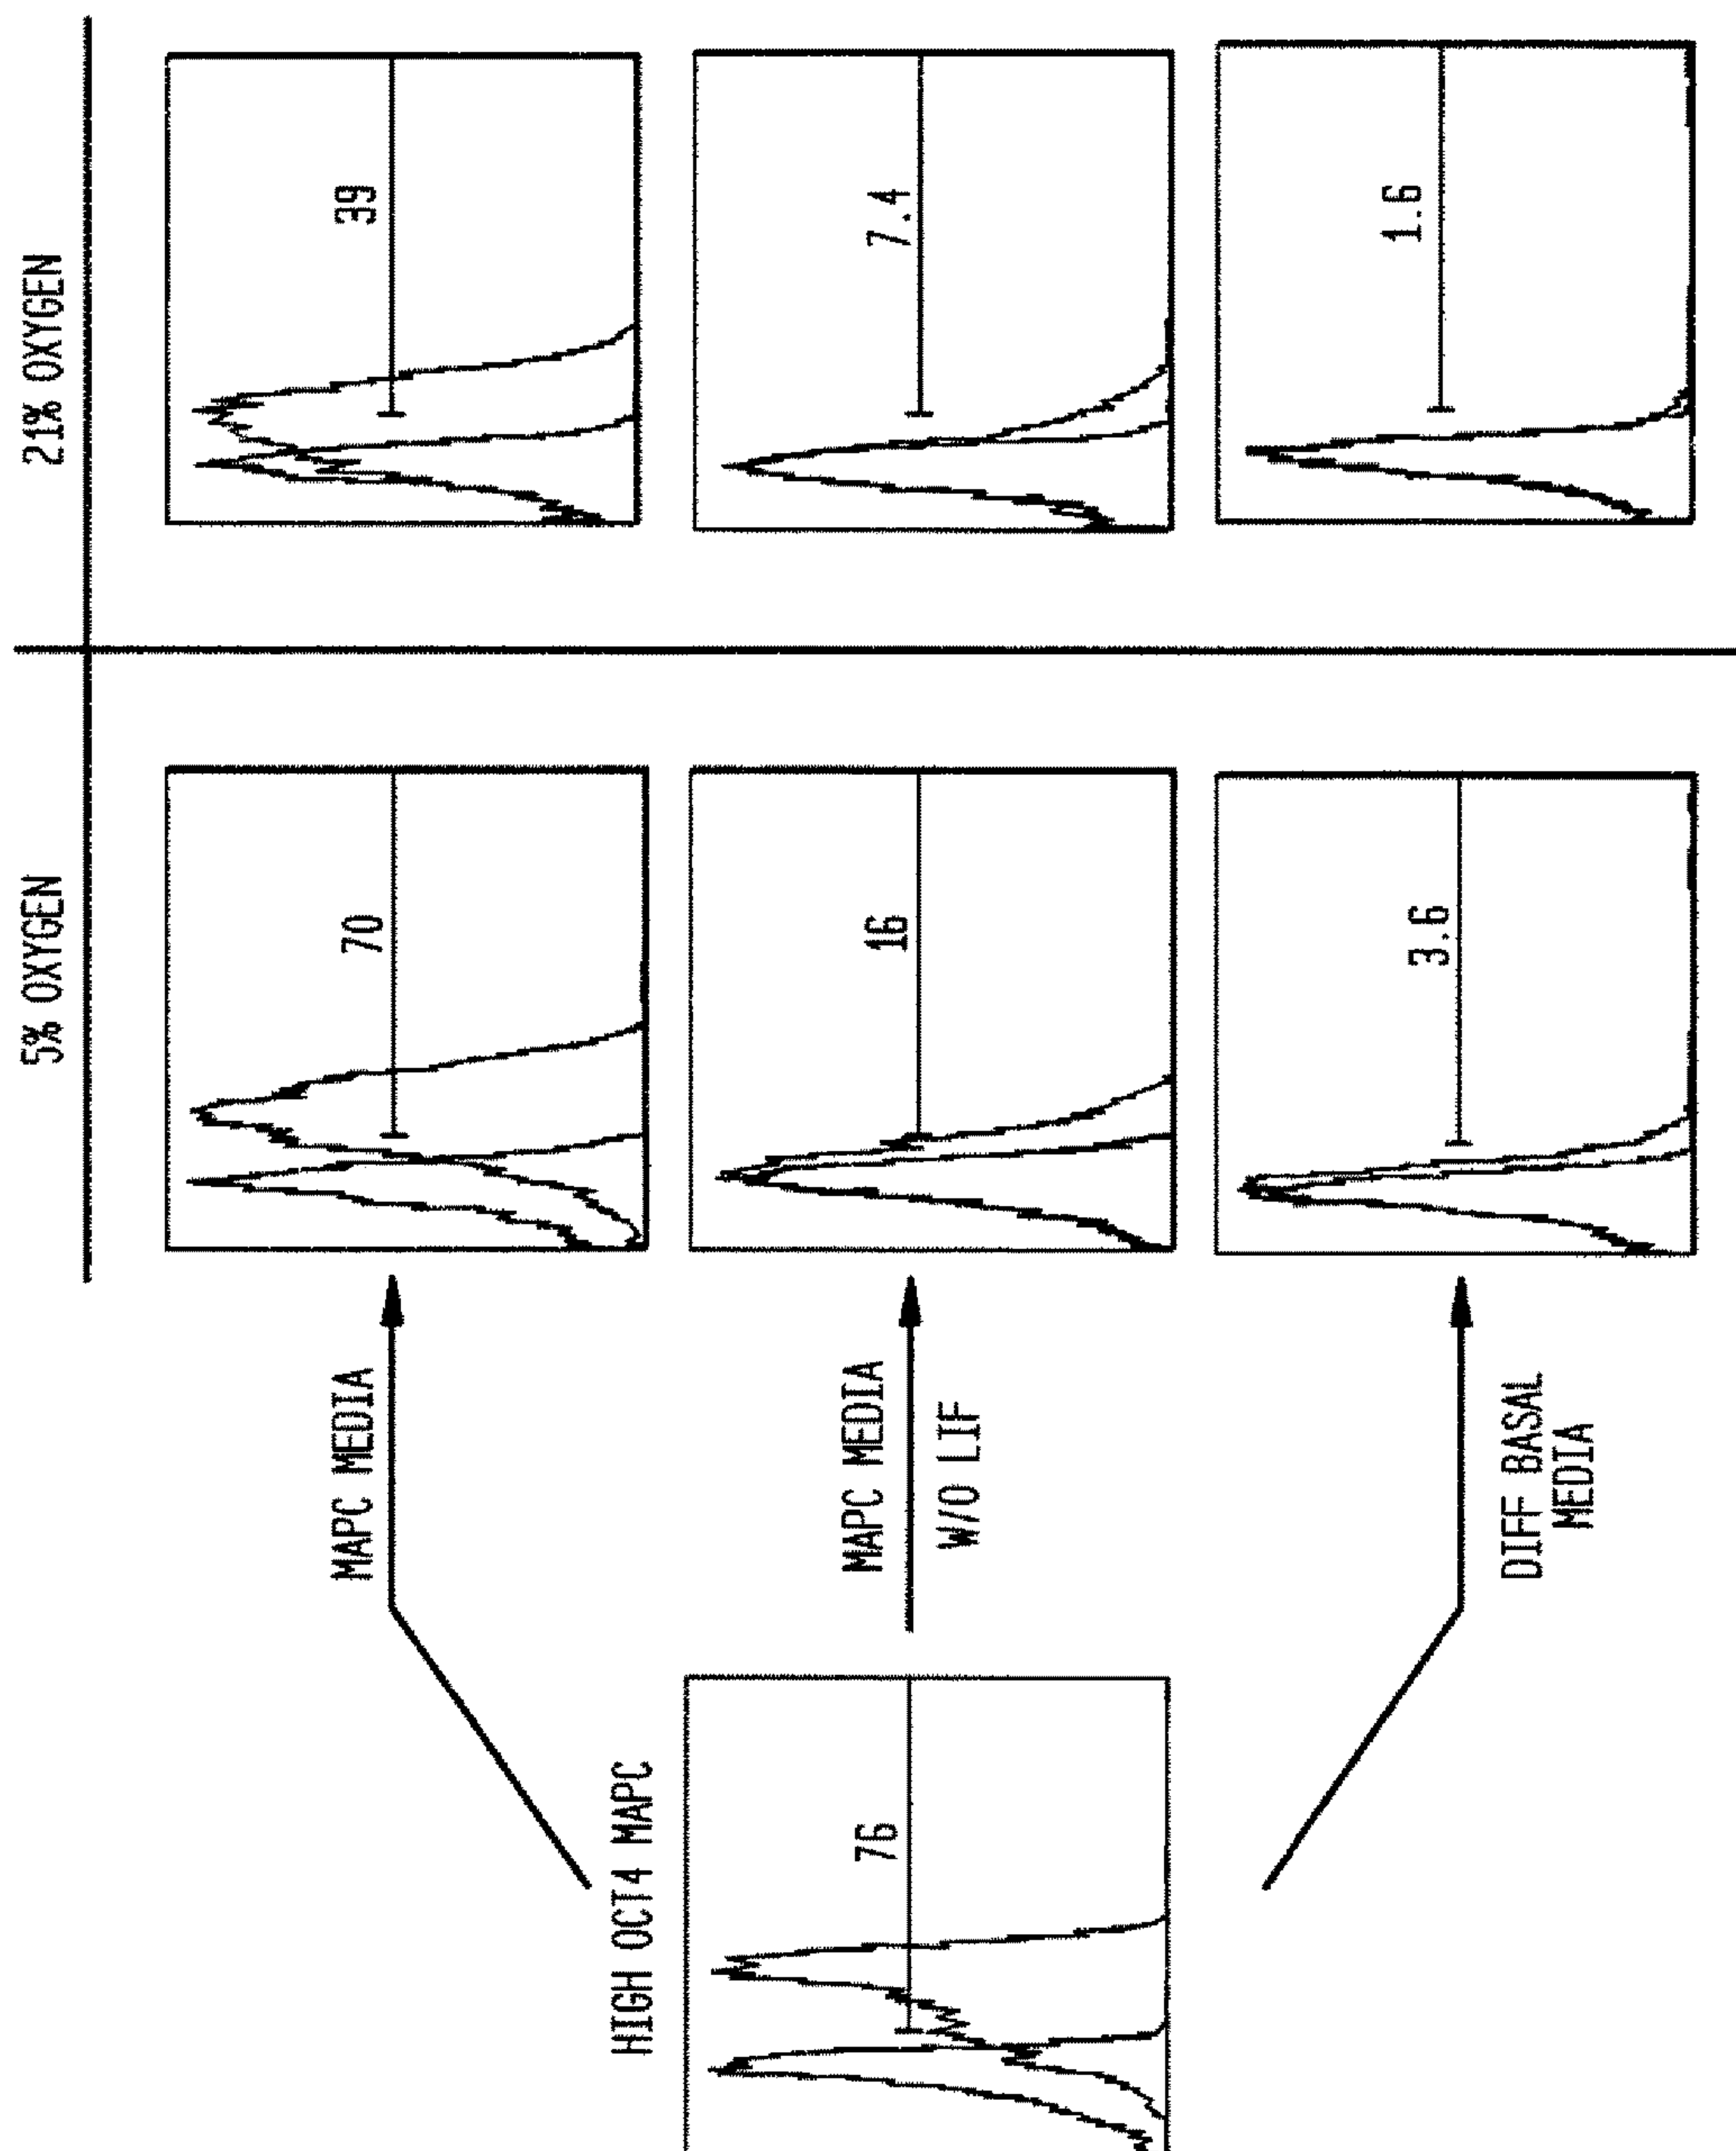 HIGH OCT4 MAPC
76
MAPC MEDIA
MAPC MEDIA
W/O LIF
DIFF BASAL
MEDIA
5% OXYGEN
21% OXYGEN
70
39
16
7.4
3.6
1.6